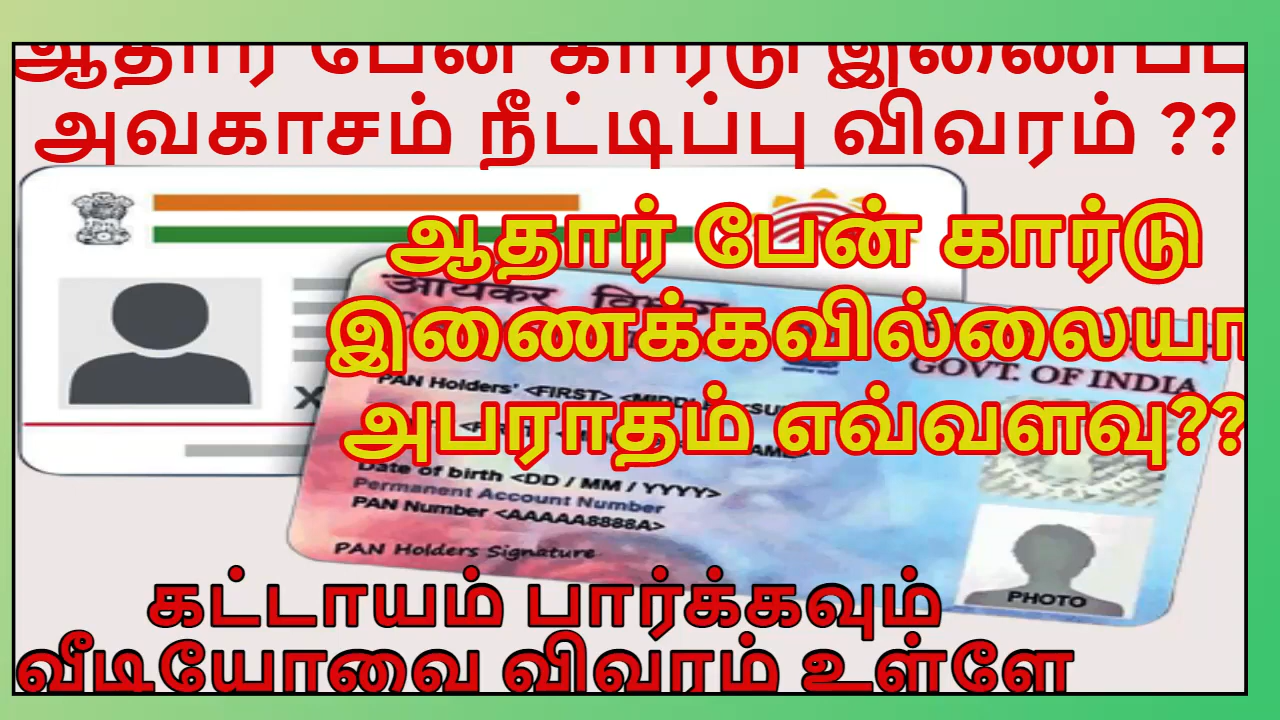 ஆதார் பேன் கார்டு
அவகாசம் நீட்டிப்பு விவரம் ??
ஆதார் பேன் கார்டு
आयकर
இணைக்கவில்லையா
GOVT. OF INDIA
PAN Holders' <FIRST>
அபராதம் எவ்வளவு??
Date of birth <DD / MM / YYYY>
Permanent Account Number
PAN Number <AAAAA8888A>
PAN Holders Signature
PHOTO
கட்டாயம் பார்க்கவும்
வீடியோவை விவரம் உள்ளே